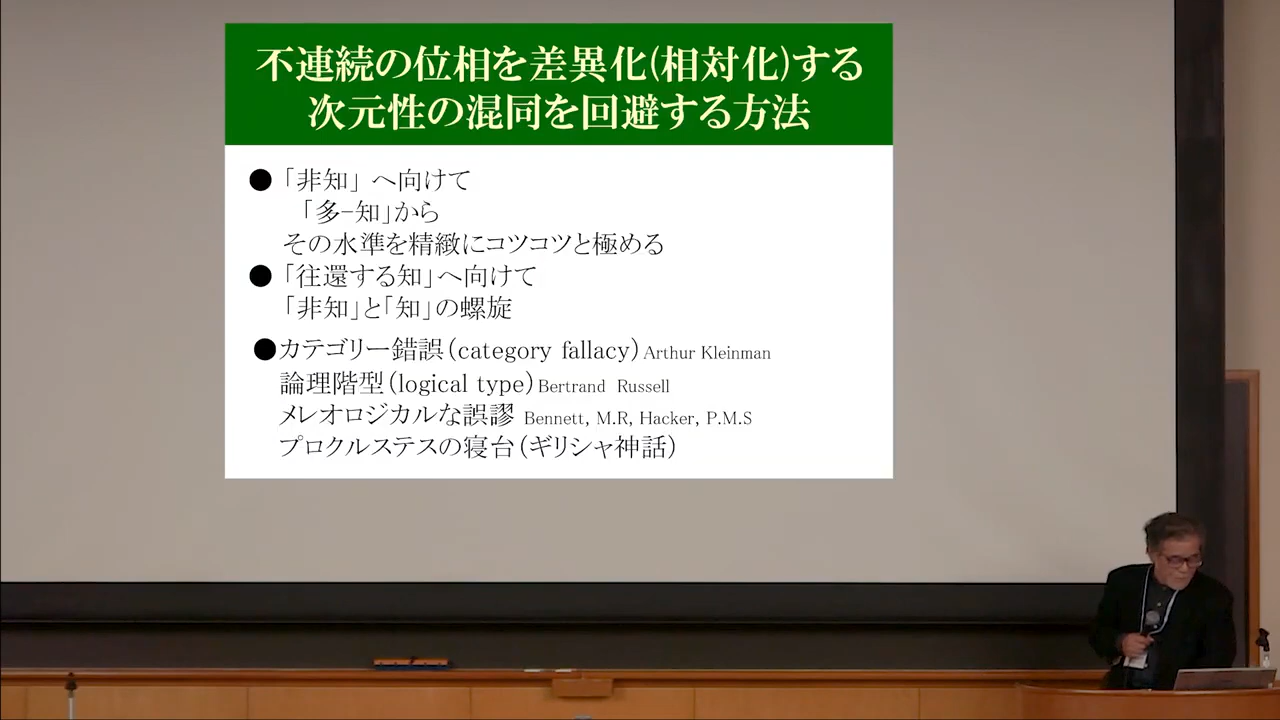 不連続の位相を差異化(相対化)する
次元性の混同を回避する方法
●「非知」へ向けて
「多-知」から
その水準を精緻にコツコツと極める
●「往還する知」へ向けて
「非知」と「知」の螺旋
●カテゴリー錯誤(category fallacy)Arthur Kleinman
論理階型(logical type)Bertrand Russell
メレオロジカルな誤謬 Bennett, M.R, Hacker, P.M.S
プロクルステスの寝台(ギリシャ神話)